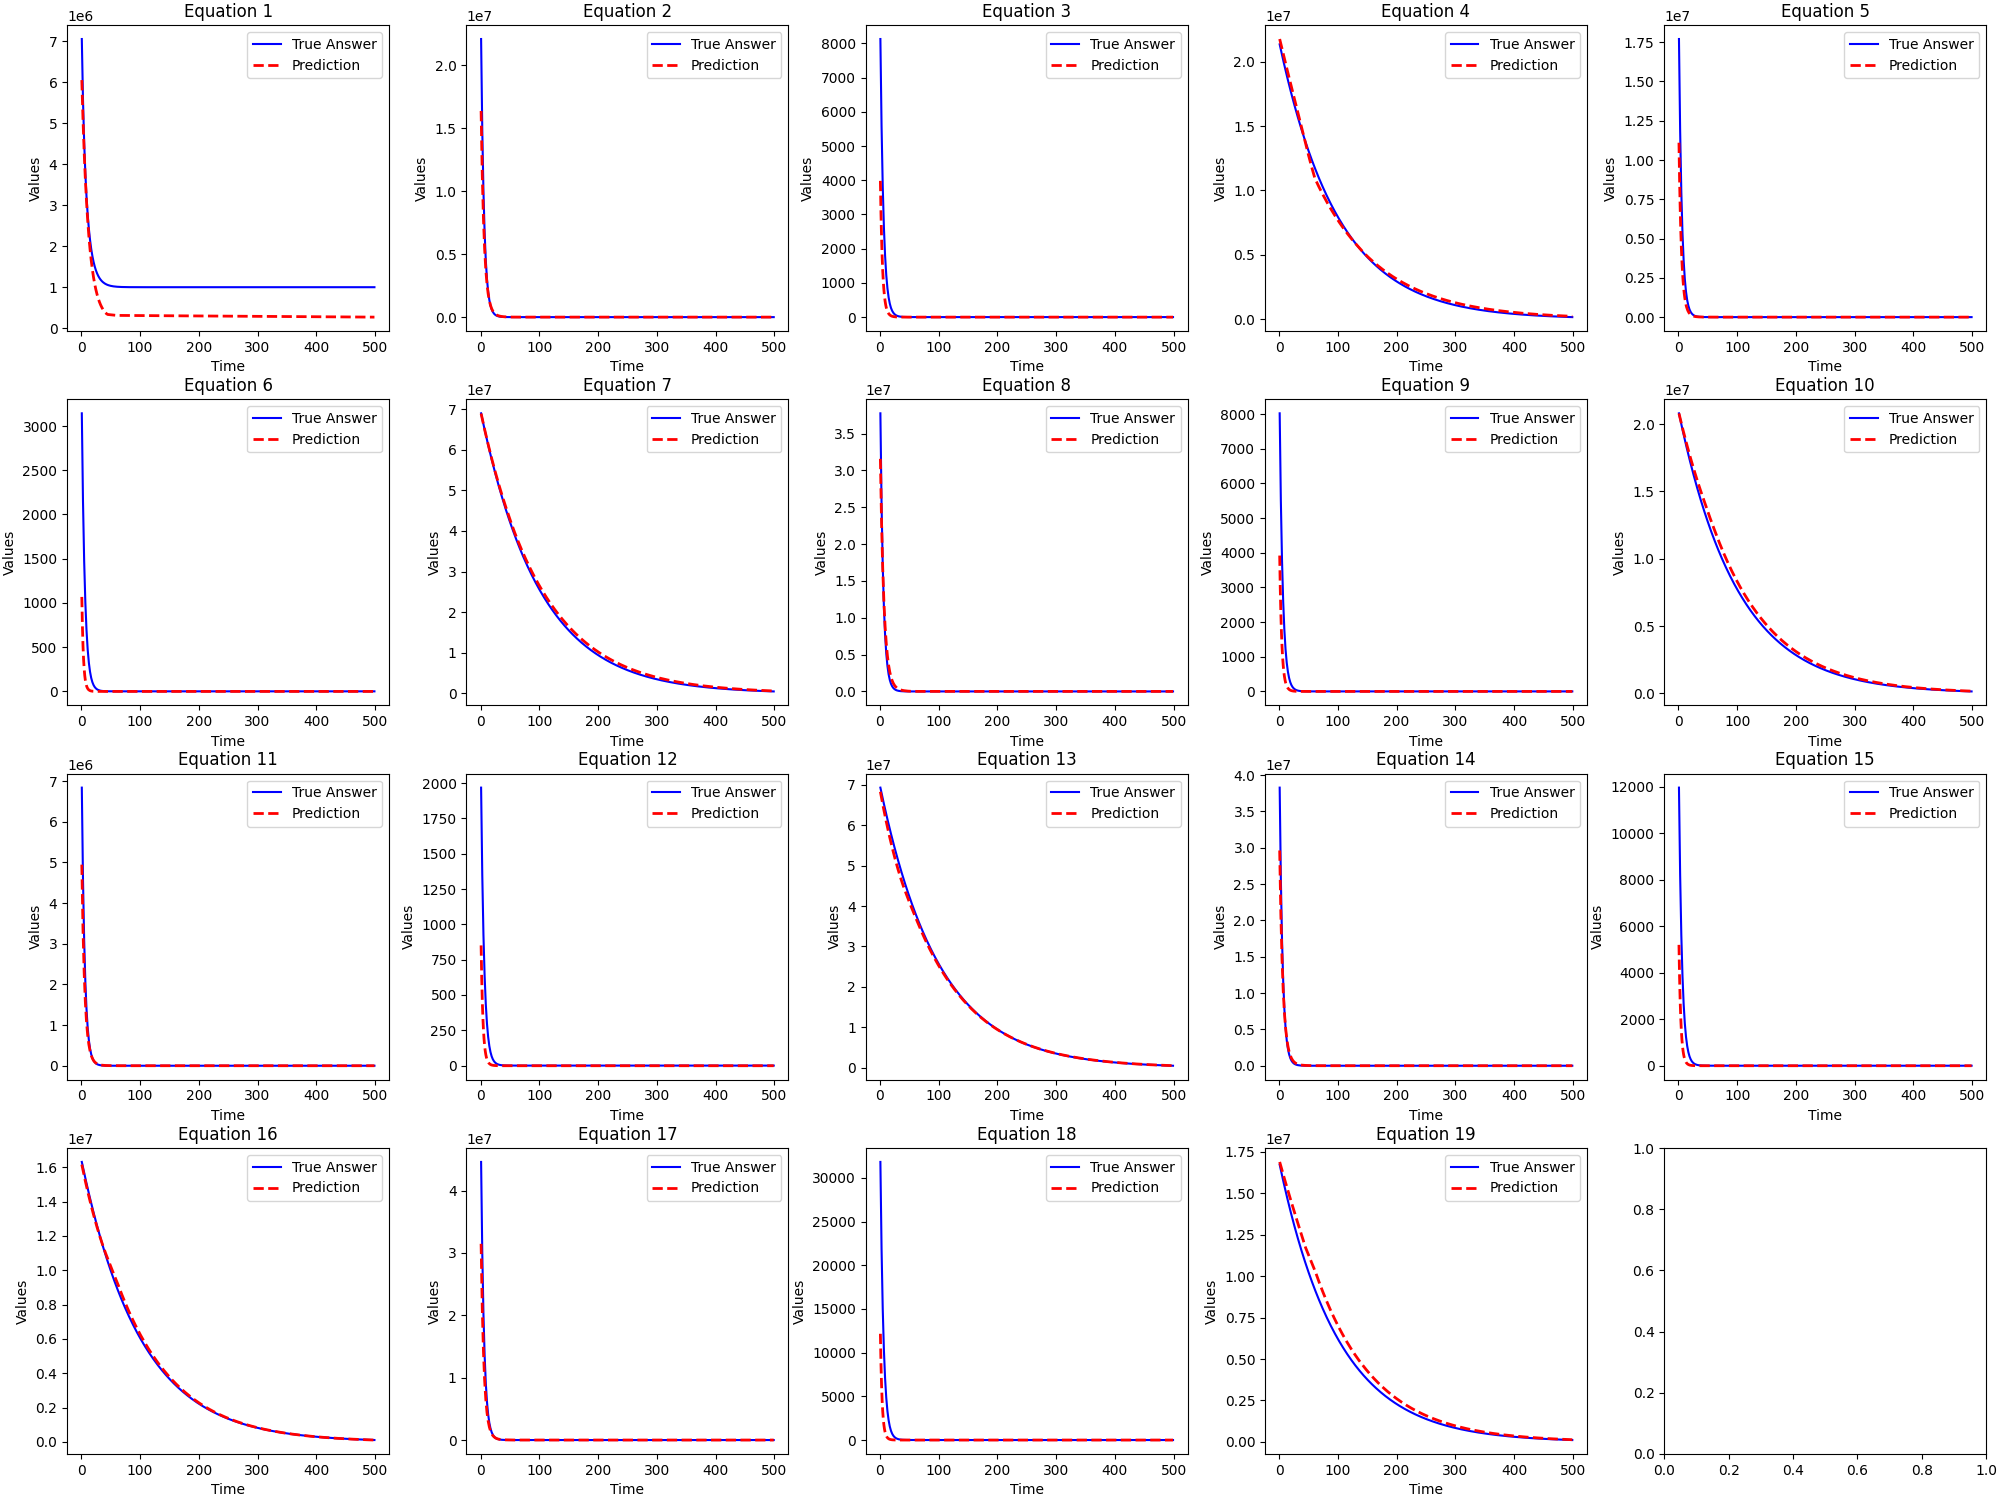 Equation 1
1e6
True Answer
Prediction
7
6
5
4
3
2
1
0
Values
0 100 200 300 400 500
Time
Equation 2
1e7
True Answer
Prediction
2.0
1.5
1.0
0.5
0.0
Values
0 100 200 300 400 500
Time
Equation 3
True Answer
Prediction
8000
7000
6000
5000
4000
3000
2000
1000
0
Values
0 100 200 300 400 500
Time
Equation 4
1e7
True Answer
Prediction
2.0
1.5
1.0
0.5
0.0
Values
0 100 200 300 400 500
Time
Equation 5
1e7
True Answer
Prediction
1.75
1.50
1.25
1.00
0.75
0.50
0.25
0.00
Values
0 100 200 300 400 500
Time
Equation 6
True Answer
Prediction
3000
2500
2000
1500
1000
500
0
Values
0 100 200 300 400 500
Time
Equation 7
1e7
True Answer
Prediction
7
6
5
4
3
2
1
0
Values
0 100 200 300 400 500
Time
Equation 8
1e7
True Answer
Prediction
3.5
3.0
2.5
2.0
1.5
1.0
0.5
0.0
Values
0 100 200 300 400 500
Time
Equation 9
True Answer
Prediction
8000
7000
6000
5000
4000
3000
2000
1000
0
Values
0 100 200 300 400 500
Time
Equation 10
1e7
True Answer
Prediction
2.0
1.5
1.0
0.5
0.0
Values
0 100 200 300 400 500
Time
Equation 11
1e6
True Answer
Prediction
7
6
5
4
3
2
1
0
Values
0 100 200 300 400 500
Time
Equation 12
True Answer
Prediction
2000
1750
1500
1250
1000
750
500
250
0
Values
0 100 200 300 400 500
Time
Equation 13
1e7
True Answer
Prediction
7
6
5
4
3
2
1
0
Values
0 100 200 300 400 500
Time
Equation 14
1e7
True Answer
Prediction
4.0
3.5
3.0
2.5
2.0
1.5
1.0
0.5
0.0
Values
0 100 200 300 400 500
Time
Equation 15
True Answer
Prediction
12000
10000
8000
6000
4000
2000
0
Values
0 100 200 300 400 500
Time
Equation 16
1e7
True Answer
Prediction
1.6
1.4
1.2
1.0
0.8
0.6
0.4
0.2
0.0
Values
0 100 200 300 400 500
Time
Equation 17
1e7
True Answer
Prediction
4
3
2
1
0
Values
0 100 200 300 400 500
Time
Equation 18
True Answer
Prediction
30000
25000
20000
15000
10000
5000
0
Values
0 100 200 300 400 500
Time
Equation 19
1e7
True Answer
Prediction
1.75
1.50
1.25
1.00
0.75
0.50
0.25
0.00
Values
0 100 200 300 400 500
Time
1.0
0.8
0.6
0.4
0.2
0.0
0.0 0.2 0.4 0.6 0.8 1.0